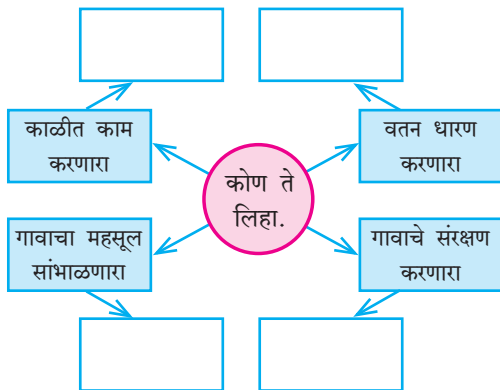 काळीत काम
करणारा
वतन धारण
करणारा
कोण ते
लिहा.
गावाचा महसूल
सांभाळणारा
गावाचे संरक्षण
करणारा